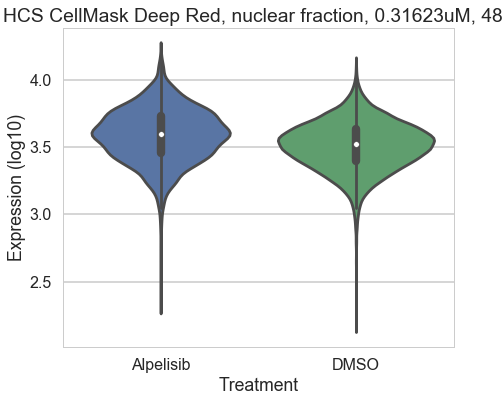 HCS CellMask Deep Red, nuclear fraction, 0.31623uM, 48
Expression (log10)
4.0
3.5
3.0
2.5
Alpelisib DMSO
Treatment